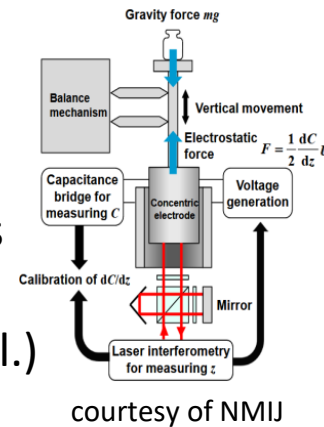 Gravity force mg
Balance
mechanism
Vertical movement
Electrostatic
force
F = 1/2 dC/dz
Capacitance
bridge for
measuring C
Concentric
electrode
Voltage
generation
s
Calibration of dC/dz
Mirror
l.)
Laser interferometry
for measuring z
courtesy of NMIJ